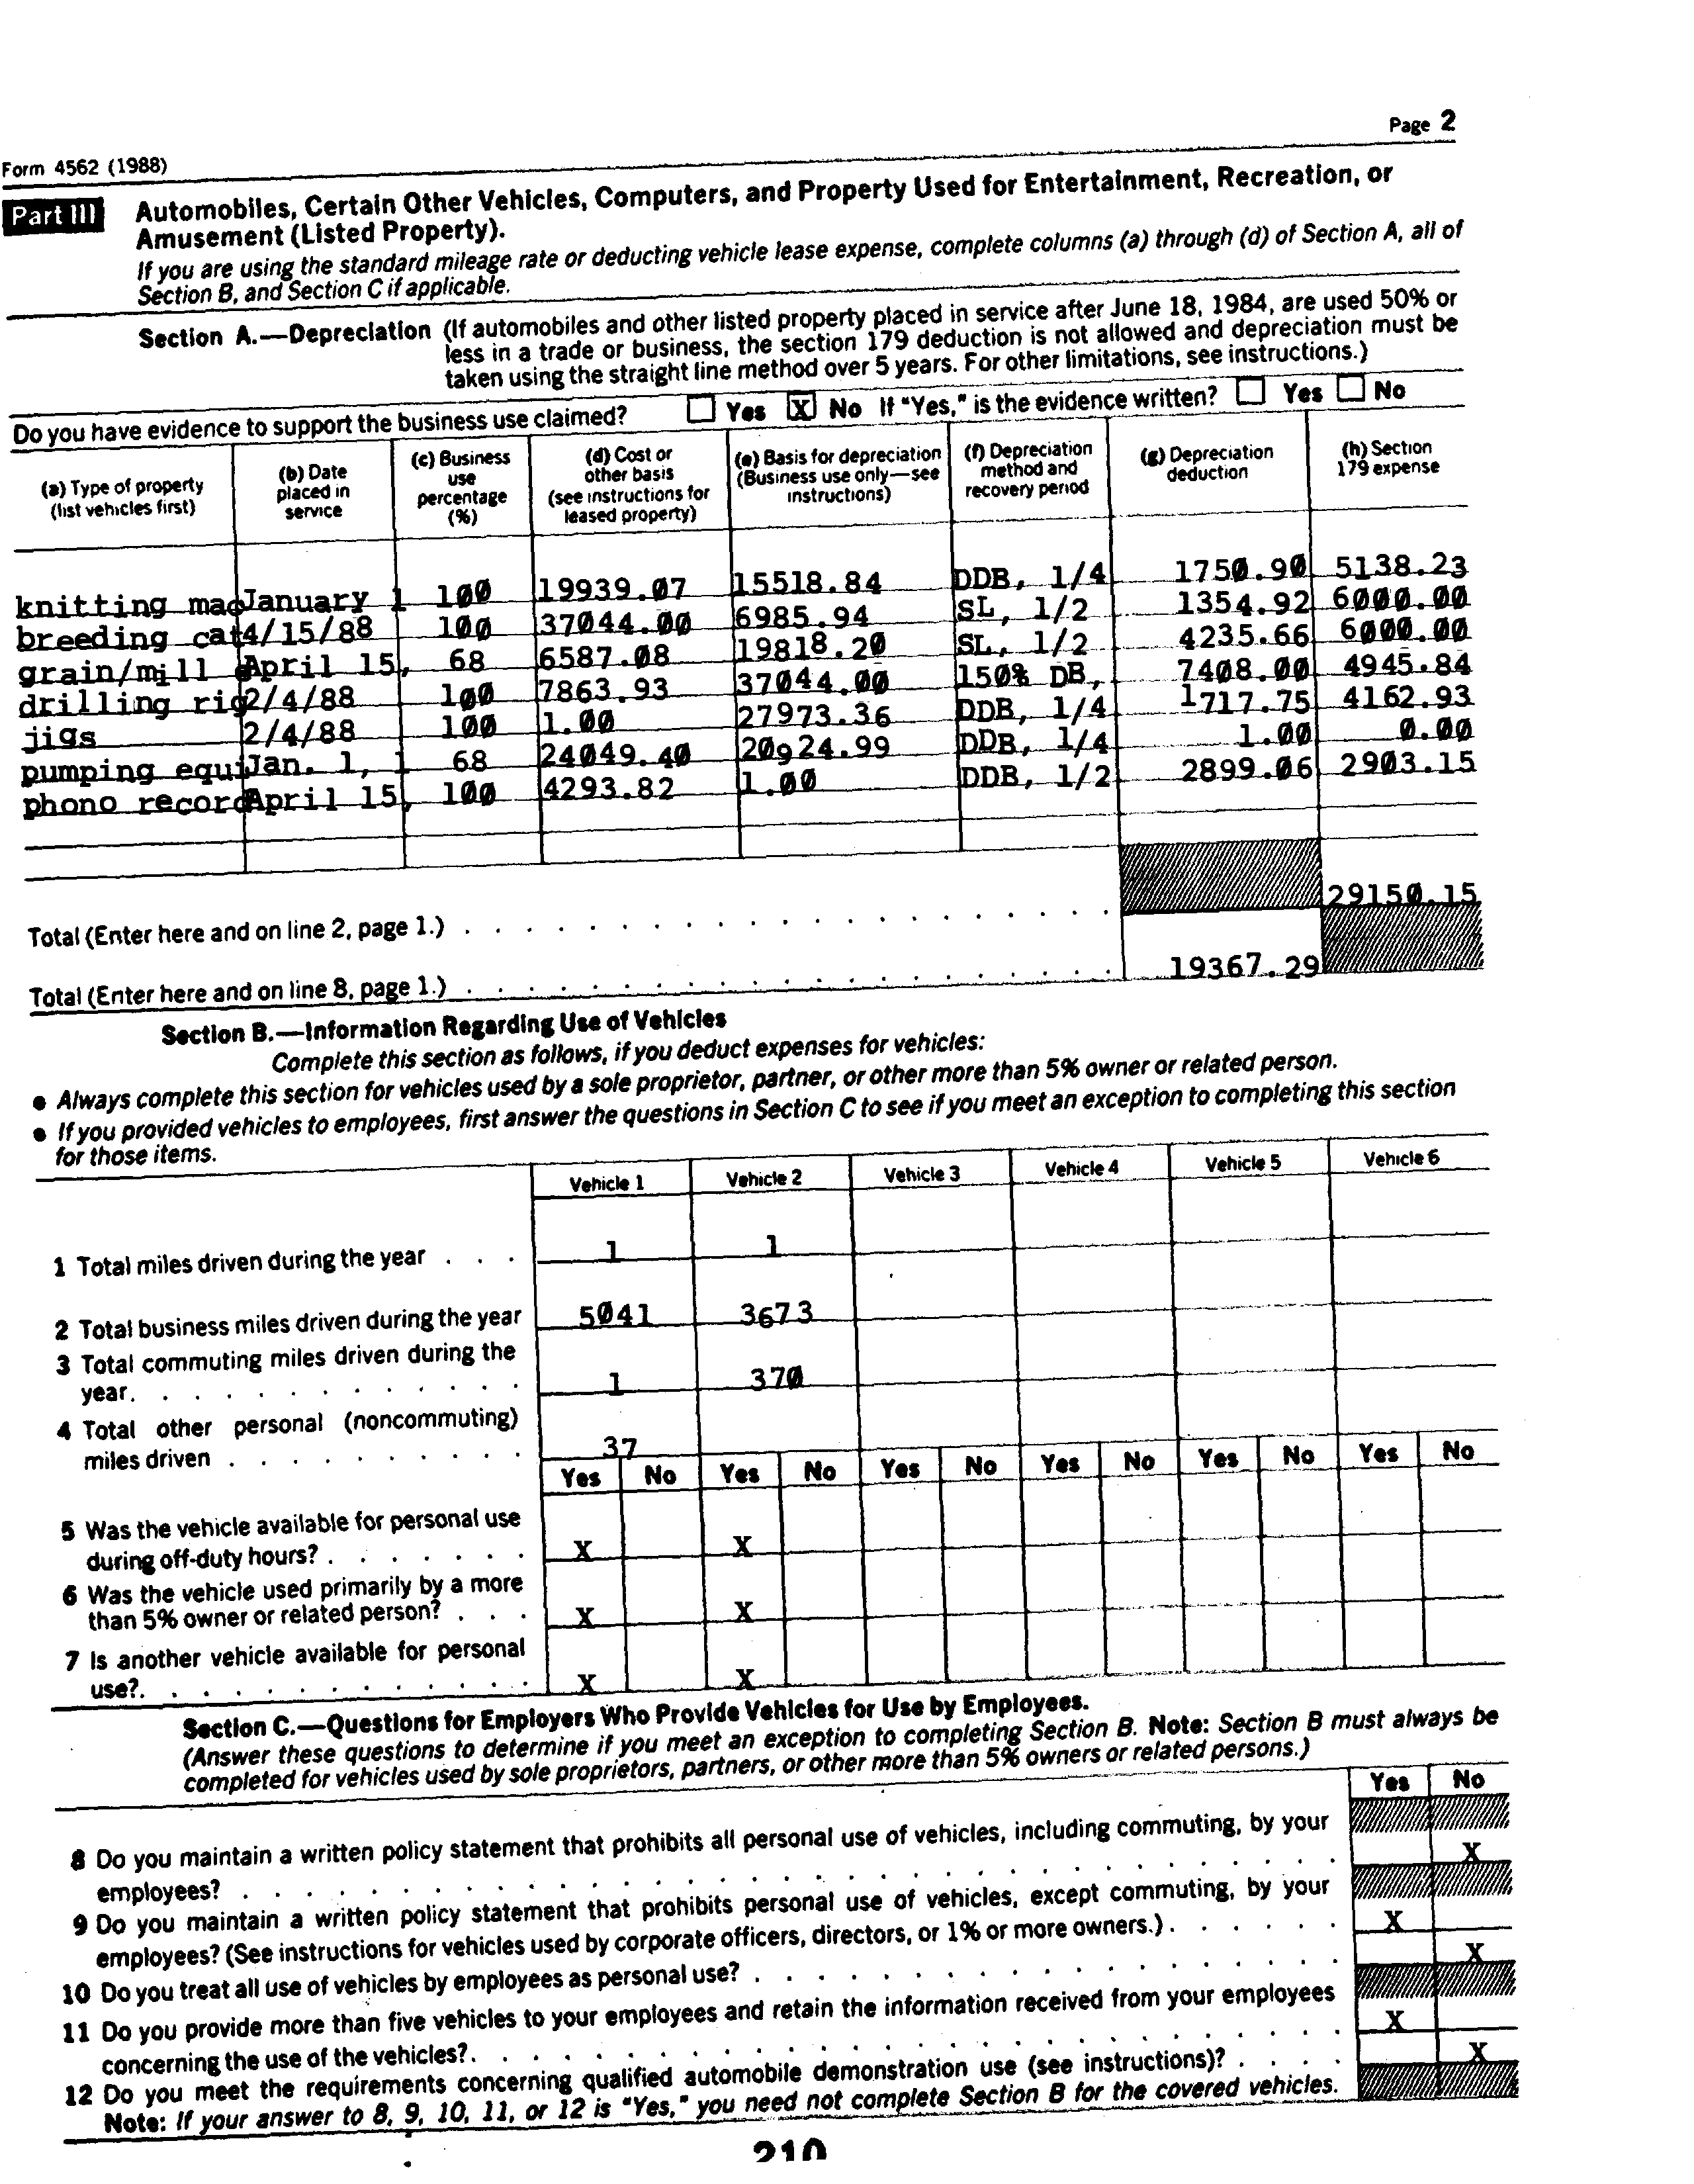 Page 2
Form 4562 (1988)
Part III Automobiles, Certain Other Vehicles, Computers, and Property Used for Entertainment, Recreation, or
Amusement (Listed Property).
If you are using the standard mileage rate or deducting vehicle lease expense, complete columns (a) through (d) of Section A, all of
Section B, and Section C if applicable.
Section A.—Depreciation (If automobiles and other listed property placed in service after June 18, 1984, are used 50% or
less in a trade or business, the section 179 deduction is not allowed and depreciation must be
taken using the straight line method over 5 years. For other limitations, see instructions.)
Do you have evidence to support the business use claimed? Yes X No If "Yes," is the evidence written? Yes No
(a) Type of property
(list vehicles first)
(b) Date
placed in
service
(c) Business
use
percentage
(%)
(d) Cost or
other basis
(see instructions for
leased property)
(e) Basis for depreciation
(Business use only—see
instructions)
(f) Depreciation
method and
recovery period
(g) Depreciation
deduction
(h) Section
179 expense
knitting mac January 1 100 19939.07 15518.84 DDB, 1/4 1750.90 5138.23
breeding cat 4/15/88 100 37044.00 6985.94 SL, 1/2 1354.92 6000.00
grain/mill e April 15, 68 6587.08 19818.20 SL, 1/2 4235.66 6000.00
drilling rig 2/4/88 100 7863.93 37044.00 150% DB, 7408.00 4945.84
jigs 2/4/88 100 1.00 27973.36 DDB, 1/4 1717.75 4162.93
pumping equi Jan. 1, 1 68 24049.40 20924.99 DDB, 1/4 1.00 0.00
phono record April 15, 100 4293.82 1.00 DDB, 1/2 2899.06 2903.15
29150.15
Total (Enter here and on line 2, page 1.)
19367.29
Total (Enter here and on line 8, page 1.)
Section B.—Information Regarding Use of Vehicles
Complete this section as follows, if you deduct expenses for vehicles:
● Always complete this section for vehicles used by a sole proprietor, partner, or other more than 5% owner or related person.
● If you provided vehicles to employees, first answer the questions in Section C to see if you meet an exception to completing this section
for those items.
Vehicle 1 Vehicle 2 Vehicle 3 Vehicle 4 Vehicle 5 Vehicle 6
1 Total miles driven during the year . . . 1 1
2 Total business miles driven during the year 5041 3673
3 Total commuting miles driven during the
year. . . . . . . . . . . . . 1 370
4 Total other personal (noncommuting)
miles driven . . . . . . . . . . 37
Yes No Yes No Yes No Yes No Yes No Yes No
5 Was the vehicle available for personal use
during off-duty hours? . . . . . . . X X
6 Was the vehicle used primarily by a more
than 5% owner or related person? . . . X X
7 Is another vehicle available for personal
use?. . . . . . . . . . . . . X X
Section C.—Questions for Employers Who Provide Vehicles for Use by Employees.
(Answer these questions to determine if you meet an exception to completing Section B. Note: Section B must always be
completed for vehicles used by sole proprietors, partners, or other more than 5% owners or related persons.)
Yes No
8 Do you maintain a written policy statement that prohibits all personal use of vehicles, including commuting, by your
employees? X
9 Do you maintain a written policy statement that prohibits personal use of vehicles, except commuting, by your
employees? (See instructions for vehicles used by corporate officers, directors, or 1% or more owners.) . . . . . . X
10 Do you treat all use of vehicles by employees as personal use? X
11 Do you provide more than five vehicles to your employees and retain the information received from your employees
concerning the use of the vehicles?. X
12 Do you meet the requirements concerning qualified automobile demonstration use (see instructions)? . . . . X
Note: If your answer to 8, 9, 10, 11, or 12 is "Yes," you need not complete Section B for the covered vehicles.
210